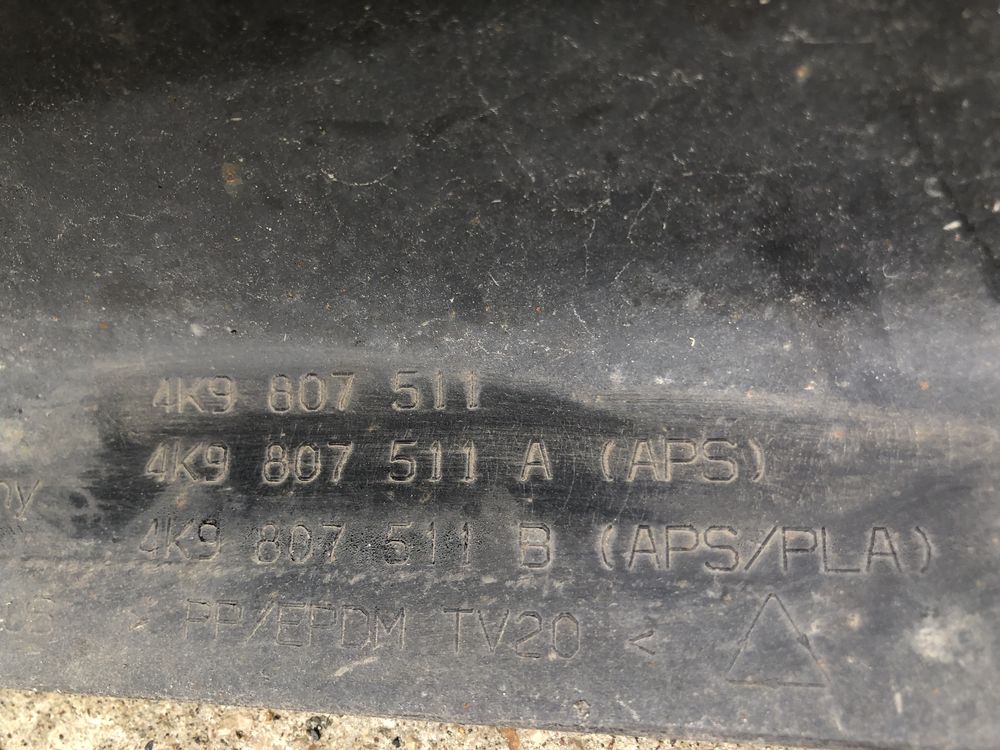 4K9 807 511
4K9 807 511 A (APS)
4K9 807 511 B (APS/PLA)
> PP/EPDM TV20 <